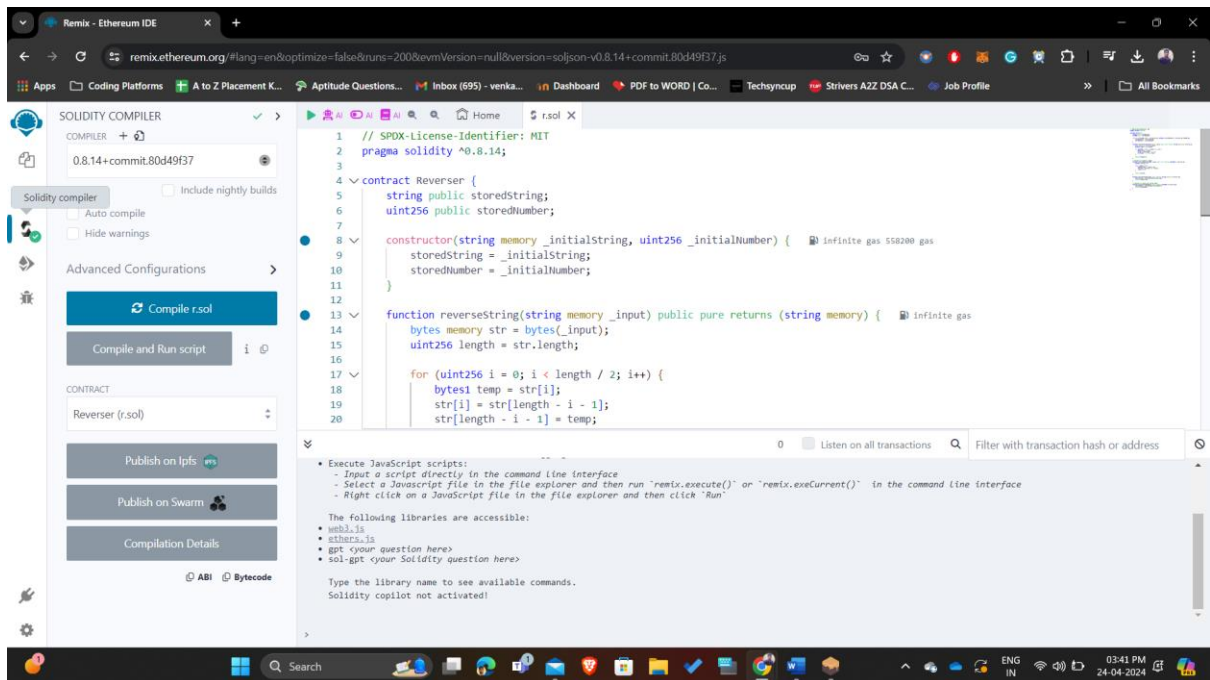 Remix - Ethereum IDE
remix.ethereum.org/#lang=en&optimize=false&runs=200&evmVersion=null&version=soljson-v0.8.14+commit.80d49f37.js
Apps Coding Platforms A to Z Placement K... Aptitude Questions... Inbox (695) - venka... Dashboard PDF to WORD | Co... Techsyncup Strivers A2Z DSA C... Job Profile » All Bookmarks
SOLIDITY COMPILER
COMPILER
0.8.14+commit.80d49f37
Include nightly builds
Solidity compiler
Auto compile
Hide warnings
Advanced Configurations
Compile r.sol
Compile and Run script
CONTRACT
Reverser (r.sol)
Publish on Ipfs
Publish on Swarm
Compilation Details
ABI Bytecode
AI AI AI Home r.sol
1 // SPDX-License-Identifier: MIT
2 pragma solidity ^0.8.14;
3
4 contract Reverser {
5 string public storedString;
6 uint256 public storedNumber;
7
8 constructor(string memory _initialString, uint256 _initialNumber) { infinite gas 558200 gas
9 storedString = _initialString;
10 storedNumber = _initialNumber;
11 }
12
13 function reverseString(string memory _input) public pure returns (string memory) { infinite gas
14 bytes memory str = bytes(_input);
15 uint256 length = str.length;
16
17 for (uint256 i = 0; i < length / 2; i++) {
18 bytes1 temp = str[i];
19 str[i] = str[length - i - 1];
20 str[length - i - 1] = temp;
0 Listen on all transactions Filter with transaction hash or address
• Execute JavaScript scripts:
- Input a script directly in the command line interface
- Select a Javascript file in the file explorer and then run `remix.execute()` or `remix.exeCurrent()` in the command line interface
- Right click on a JavaScript file in the file explorer and then click `Run`
The following libraries are accessible:
• web3.js
• ethers.js
• gpt <your question here>
• sol-gpt <your Solidity question here>
Type the library name to see available commands.
Solidity copilot not activated!
>
Search
ENG
IN
03:41 PM
24-04-2024